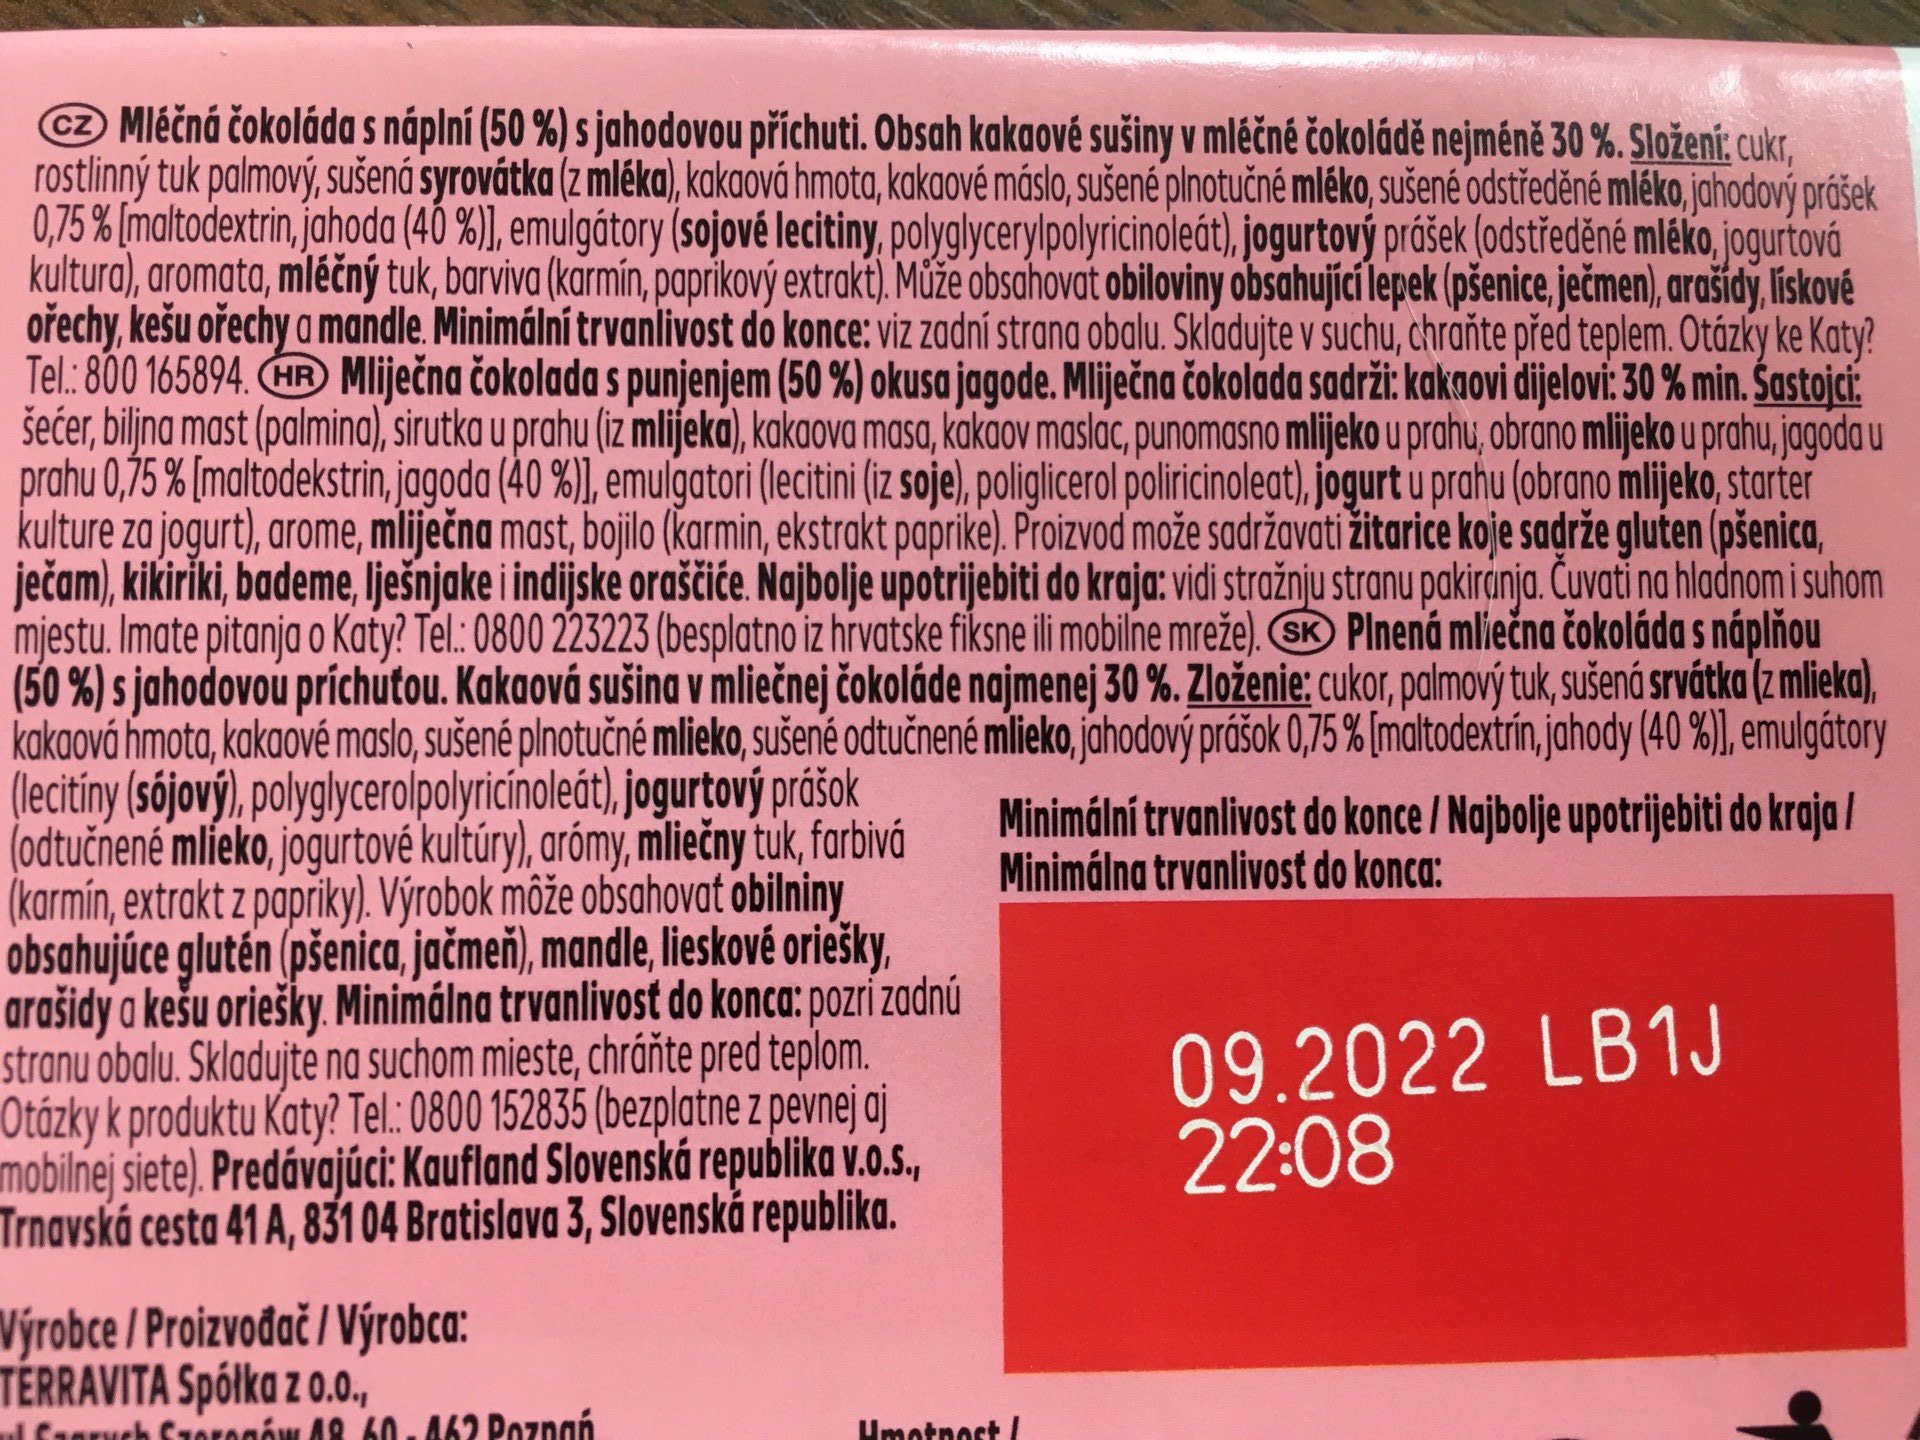 CZ Mléčná čokoláda s náplní (50 %) s jahodovou příchuti. Obsah kakaové sušiny v mléčné čokoládě nejméně 30 %. Složení: cukr,
rostlinný tuk palmový, sušená syrovátka (z mléka), kakaová hmota, kakaové máslo, sušené plnotučné mléko, sušené odstředěné mléko, jahodový prášek
0,75 % [maltodextrin, jahoda (40 %)], emulgátory (sojové lecitiny, polyglycerylpolyricinoleát), jogurtový prášek (odstředěné mléko, jogurtová
kultura), aromata, mléčný tuk, barviva (karmín, paprikový extrakt). Může obsahovat obiloviny obsahující lepek (pšenice, ječmen), arašídy, lískové
ořechy, kešu ořechy a mandle. Minimální trvanlivost do konce: viz zadní strana obalu. Skladujte v suchu, chraňte před teplem. Otázky ke Katy?
Tel.: 800 165894. HR Mliječna čokolada s punjenjem (50 %) okusa jagode. Mliječna čokolada sadrži: kakaovi dijelovi: 30 % min. Sastojci:
šećer, biljna mast (palmina), sirutka u prahu (iz mlijeka), kakaova masa, kakaov maslac, punomasno mlijeko u prahu, obrano mlijeko u prahu, jagoda u
prahu 0,75 % [maltodekstrin, jagoda (40 %)], emulgatori (lecitini (iz soje), poliglicerol poliricinoleat), jogurt u prahu (obrano mlijeko, starter
kulture za jogurt), arome, mliječna mast, bojilo (karmin, ekstrakt paprike). Proizvod može sadržavati žitarice koje sadrže gluten (pšenica,
ječam), kikiriki, bademe, lješnjake i indijske oraščiće. Najbolje upotrijebiti do kraja: vidi stražnju stranu pakiranja. Čuvati na hladnom i suhom
mjestu. Imate pitanja o Katy? Tel.: 0800 223223 (besplatno iz hrvatske fiksne ili mobilne mreže). SK Plnená mliečna čokoláda s náplňou
(50 %) s jahodovou príchuťou. Kakaová sušina v mliečnej čokoláde najmenej 30 %. Zloženie: cukor, palmový tuk, sušená srvátka (z mlieka),
kakaová hmota, kakaové maslo, sušené plnotučné mlieko, sušené odtučnené mlieko, jahodový prášok 0,75 % [maltodextrín, jahody (40 %)], emulgátory
(lecitíny (sójový), polyglycerolpolyricínoleát), jogurtový prášok
(odtučnené mlieko, jogurtové kultúry), arómy, mliečny tuk, farbivá
(karmín, extrakt z papriky). Výrobok môže obsahovať obilniny
obsahujúce glutén (pšenica, jačmeň), mandle, lieskové oriešky,
arašidy a kešu oriešky. Minimálna trvanlivosť do konca: pozri zadnú
stranu obalu. Skladujte na suchom mieste, chráňte pred teplom.
Otázky k produktu Katy? Tel.: 0800 152835 (bezplatne z pevnej aj
mobilnej siete). Predávajúci: Kaufland Slovenská republika v.o.s.,
Trnavská cesta 41 A, 831 04 Bratislava 3, Slovenská republika.
Minimální trvanlivost do konce / Najbolje upotrijebiti do kraja /
Minimálna trvanlivosť do konca:
09.2022 LB1J
22:08
Výrobce / Proizvođač / Výrobca:
TERRAVITA Spółka z o.o.,
ul Szarych Szeregów 48, 60 - 462 Poznań
Hmotnost /